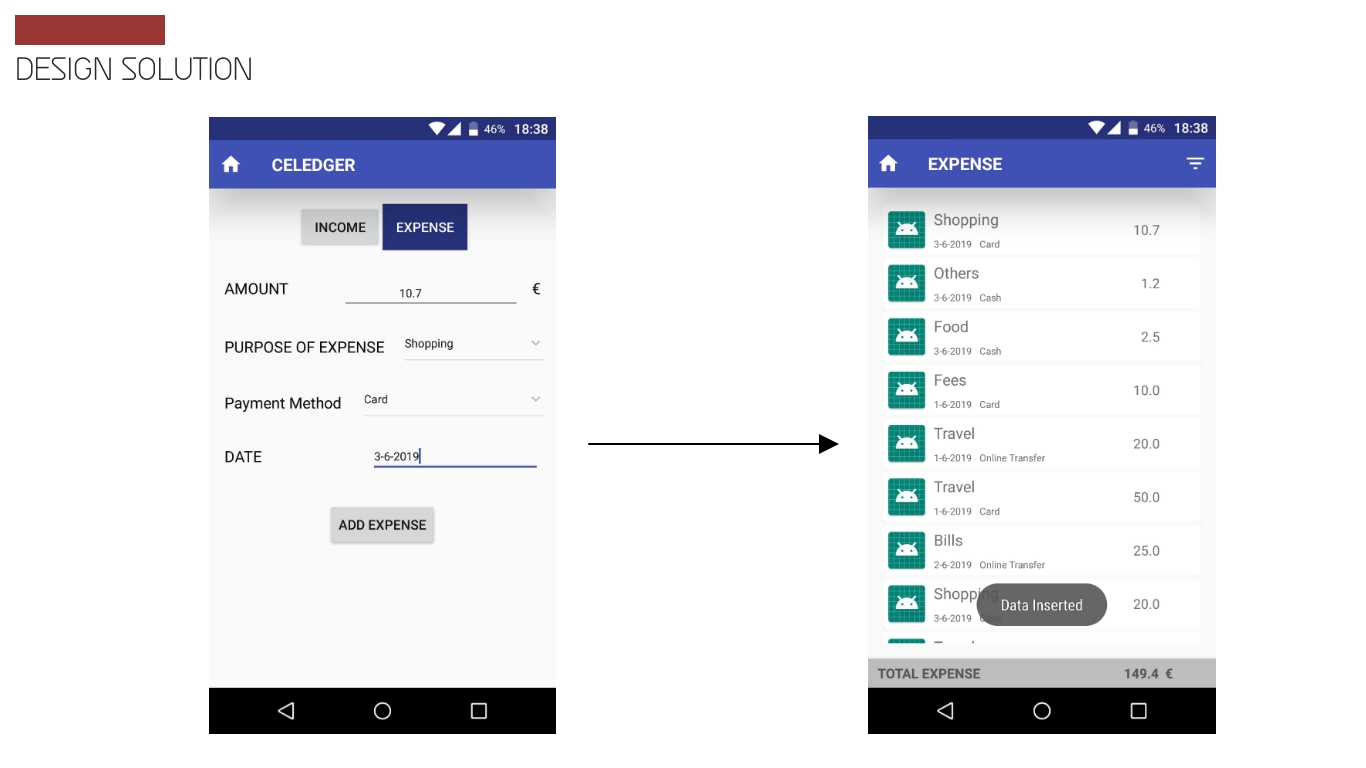 DESIGN SOLUTION
46% 18:38
CELEDGER
INCOME EXPENSE
AMOUNT 10.7 €
PURPOSE OF EXPENSE Shopping
Payment Method Card
DATE 3-6-2019
ADD EXPENSE
46% 18:38
EXPENSE
Shopping 10.7
3-6-2019 Card
Others 1.2
3-6-2019 Cash
Food 2.5
3-6-2019 Cash
Fees 10.0
1-6-2019 Card
Travel 20.0
1-6-2019 Online Transfer
Travel 50.0
1-6-2019 Card
Bills 25.0
2-6-2019 Online Transfer
Shopping 20.0
3-6-2019
Data Inserted
TOTAL EXPENSE 149.4 €